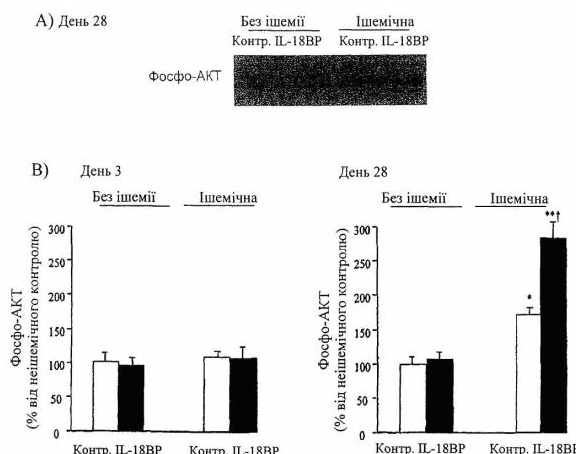 A) День 28
Без ішемії Ішемічна
Контр. IL-18BP Контр. IL-18BP
Фосфо-АКТ
B) День 3
Без ішемії Ішемічна
Фосфо-АКТ
(% від неішемічного контролю)
300
250
200
150
100
50
0
Контр. IL-18BP Контр. IL-18BP
День 28
Без ішемії Ішемічна
Фосфо-АКТ
(% від неішемічного контролю)
300
250
200
150
100
50
0
*
**†
Контр. IL-18BP Контр. IL-18BP